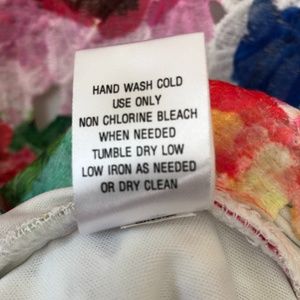 HAND WASH COLD
USE ONLY
NON CHLORINE BLEACH
WHEN NEEDED
TUMBLE DRY LOW
LOW IRON AS NEEDED
OR DRY CLEAN